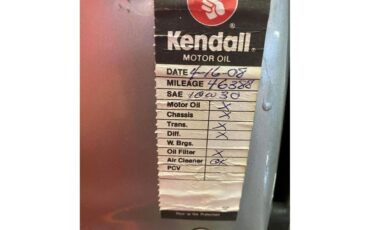 ®
Kendall®
MOTOR OIL
DATE 4-16-08
MILEAGE 46388
SAE 10W30
Motor Oil X
Chassis X
Trans. X
Diff. X
W. Brgs.
Oil Filter X
Air Cleaner OK
PCV